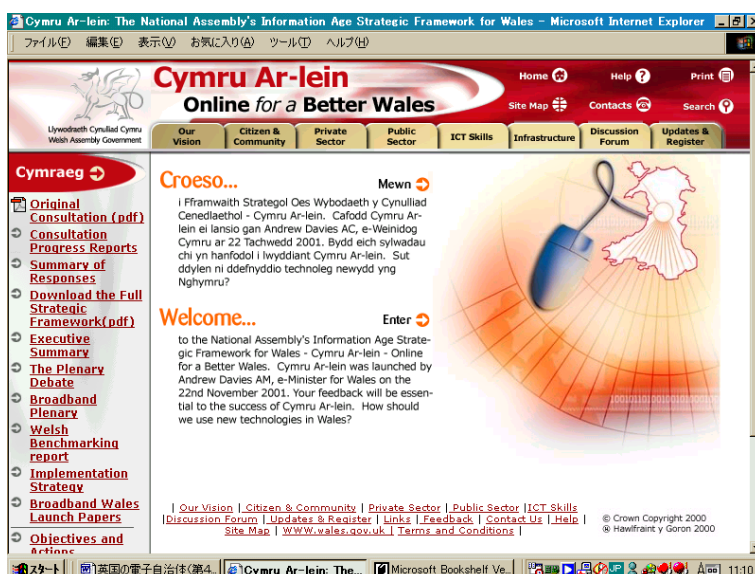 Cymru Ar-lein: The National Assembly's Information Age Strategic Framework for Wales - Microsoft Internet Explorer
ファイル(F) 編集(E) 表示(V) お気に入り(A) ツール(T) ヘルプ(H)
Llywodraeth Cynulliad Cymru
Welsh Assembly Government
Cymru Ar-lein
Online for a Better Wales
Home Help Print
Site Map Contacts Search
Our Vision
Citizen & Community
Private Sector
Public Sector
ICT Skills
Infrastructure
Discussion Forum
Updates & Register
Cymraeg
Original
Consultation (pdf)
Consultation
Progress Reports
Summary of
Responses
Download the Full
Strategic
Framework(pdf)
Executive
Summary
The Plenary
Debate
Broadband
Plenary
Welsh
Benchmarking
report
Implementation
Strategy
Broadband Wales
Launch Papers
Objectives and
Actions
Croeso... Mewn
i Fframwaith Strategol Oes Wybodaeth y Cynulliad
Cenedlaethol - Cymru Ar-lein. Cafodd Cymru Ar-
lein ei lansio gan Andrew Davies AC, e-Weinidog
Cymru ar 22 Tachwedd 2001. Bydd eich sylwadau
chi yn hanfodol i lwyddiant Cymru Ar-lein. Sut
ddylen ni ddefnyddio technoleg newydd yng
Nghymru?
Welcome... Enter
to the National Assembly's Information Age Strate-
gic Framework for Wales - Cymru Ar-lein - Online
for a Better Wales. Cymru Ar-lein was launched by
Andrew Davies AM, e-Minister for Wales on the
22nd November 2001. Your feedback will be essen-
tial to the success of Cymru Ar-lein. How should
we use new technologies in Wales?
| Our Vision | Citizen & Community | Private Sector | Public Sector |ICT Skills
|Discussion Forum | Updates & Register | Links | Feedback | Contact Us | Help |
Site Map | WWW.wales.gov.uk | Terms and Conditions |
© Crown Copyright 2000
® Hawlfraint y Goron 2000
スタート 英国の電子自治体(第4... Cymru Ar-lein: The... Microsoft Bookshelf Ve... 11:10